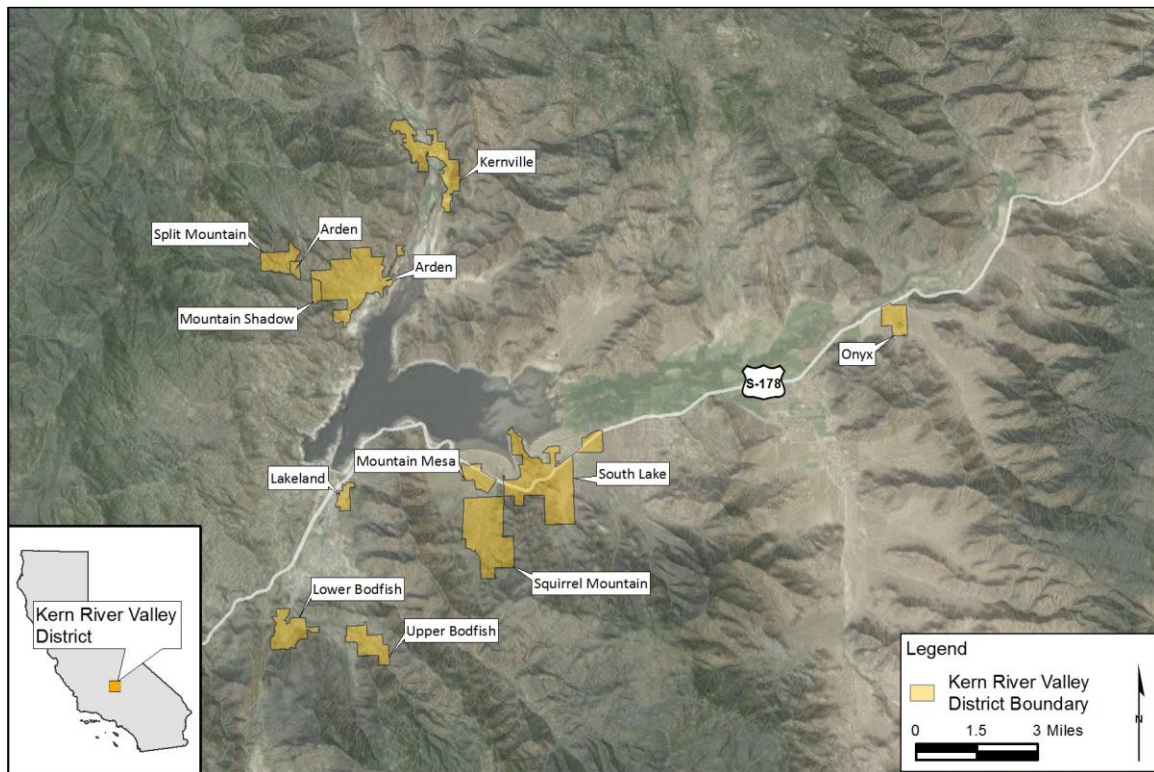 Kernville
Split Mountain
Arden
Arden
Mountain Shadow
Onyx
S-178
Mountain Mesa
South Lake
Lakeland
Squirrel Mountain
Lower Bodfish
Upper Bodfish
Kern River Valley
District
Legend
Kern River Valley
District Boundary
0 1.5 3 Miles
N